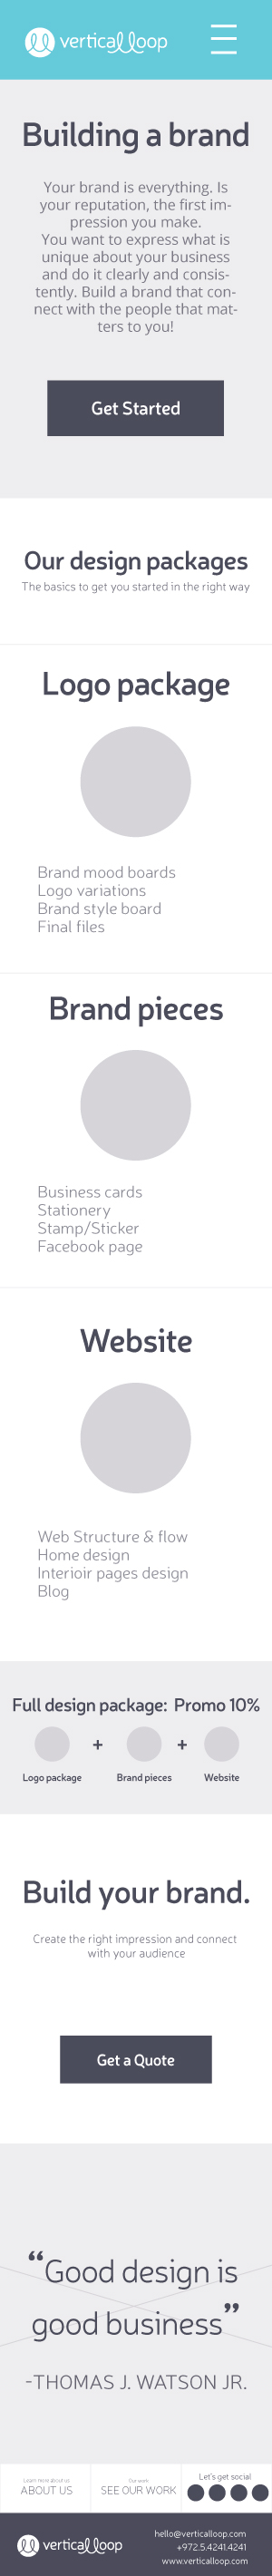 verticalloop
Building a brand
Your brand is everything. Is
your reputation, the first im-
pression you make.
You want to express what is
unique about your business
and do it clearly and consis-
tently. Build a brand that con-
nect with the people that mat-
ters to you!
Get Started
Our design packages
The basics to get you started in the right way
Logo package
Brand mood boards
Logo variations
Brand style board
Final files
Brand pieces
Business cards
Stationery
Stamp/Sticker
Facebook page
Website
Web Structure & flow
Home design
Interioir pages design
Blog
Full design package: Promo 10%
+ +
Logo package Brand pieces Website
Build your brand.
Create the right impression and connect
with your audience
Get a Quote
“Good design is
good business”
-THOMAS J. WATSON JR.
Learn more about us
ABOUT US
Our work
SEE OUR WORK
Let's get social
verticalloop
hello@verticalloop.com
+972.5.4241.4241
www.verticalloop.com